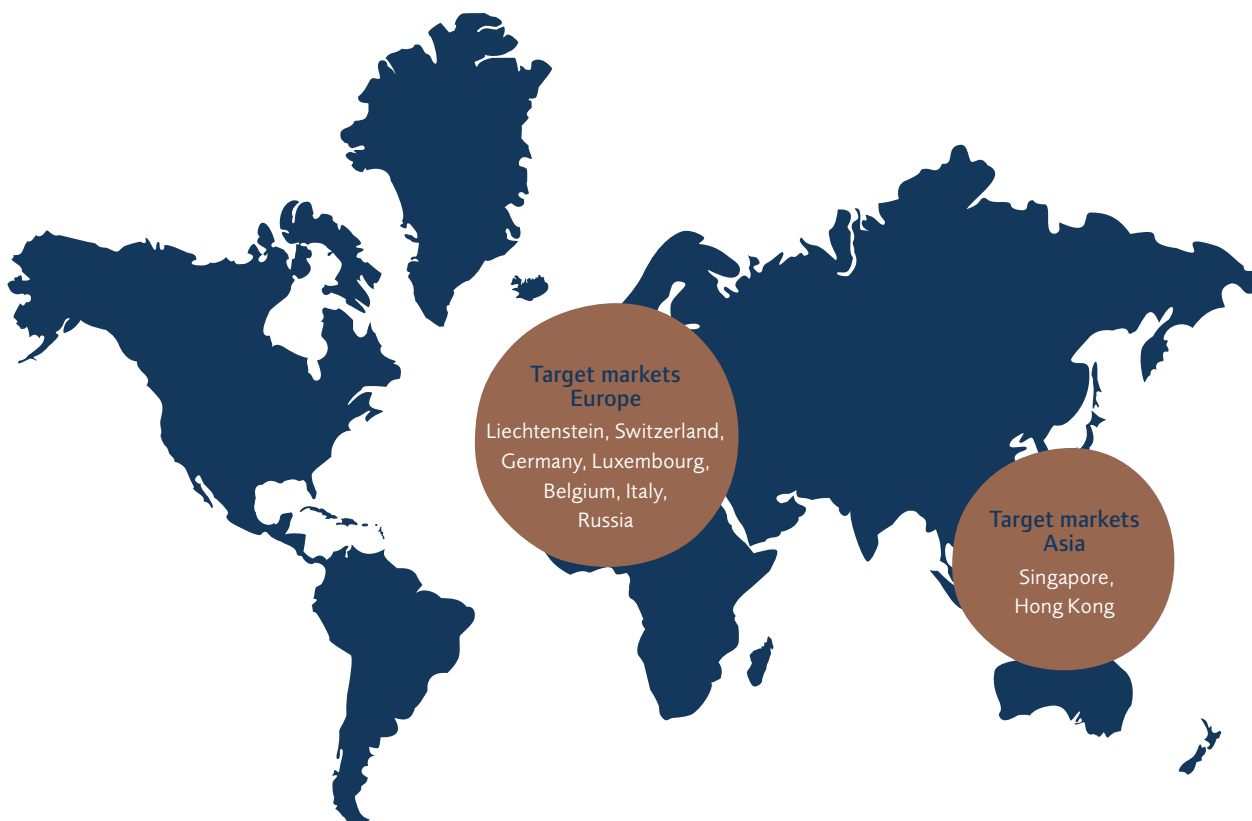 Target markets
Europe
Liechtenstein, Switzerland,
Germany, Luxembourg,
Belgium, Italy,
Russia
Target markets
Asia
Singapore,
Hong Kong